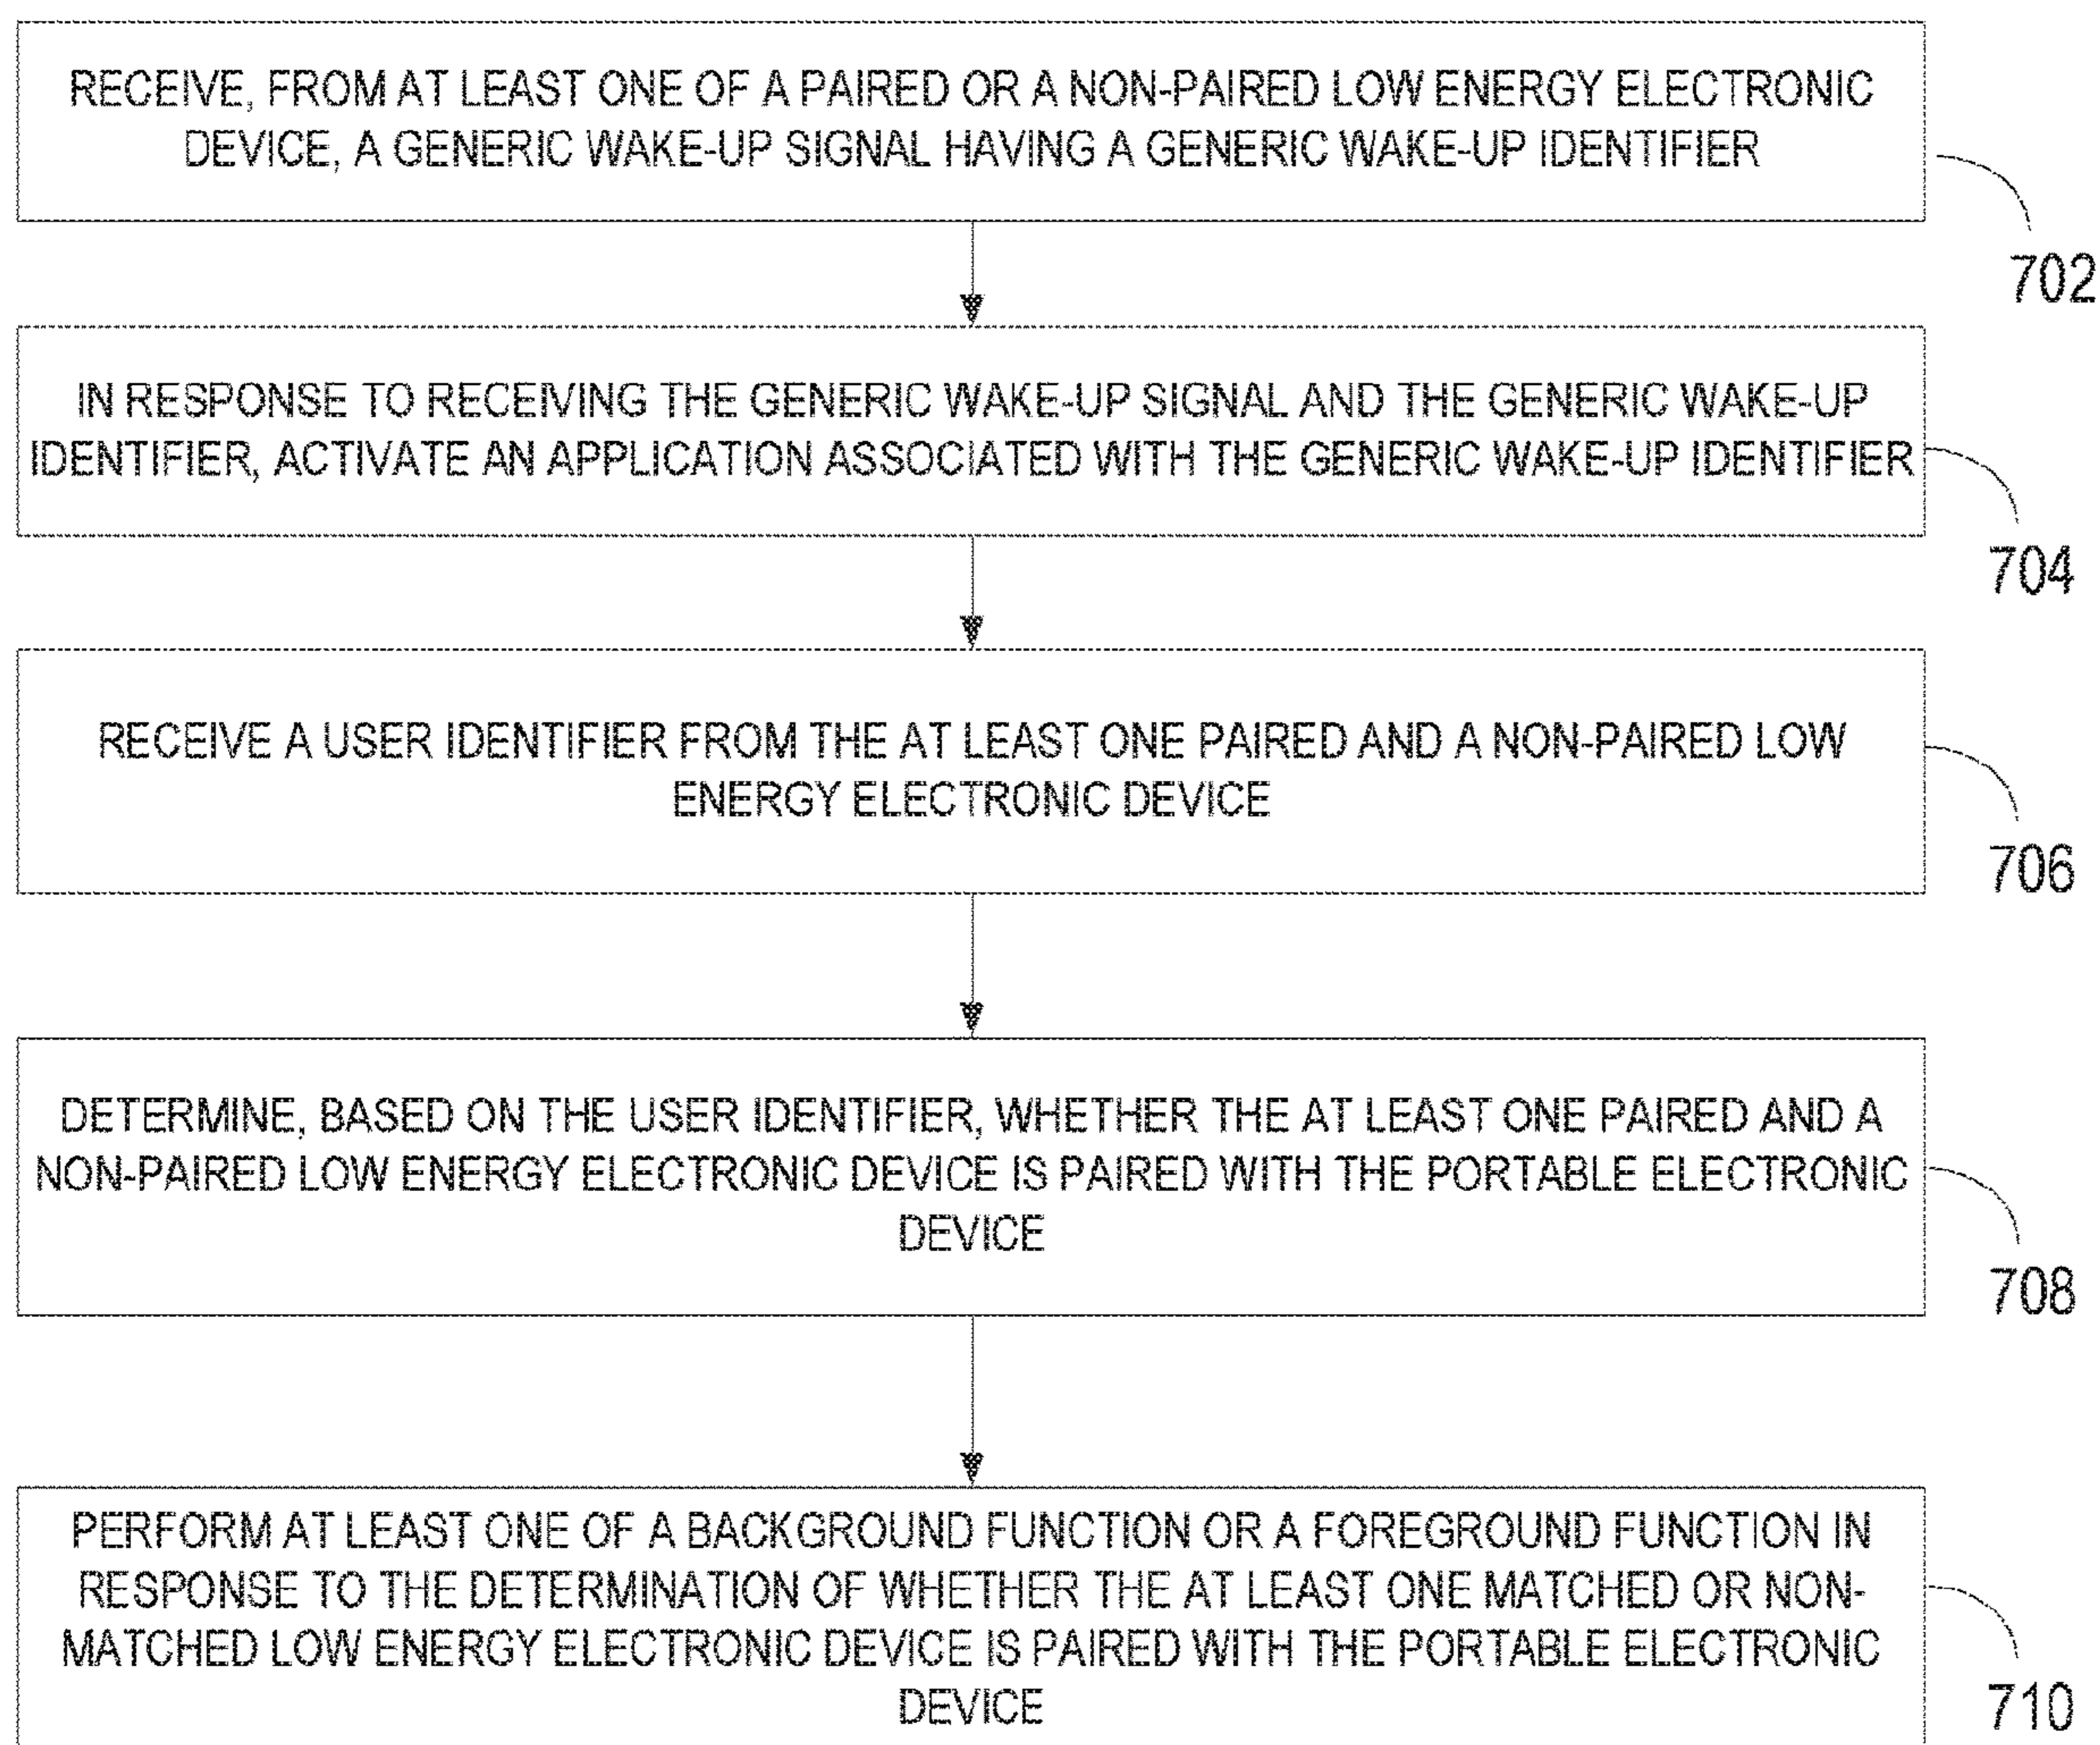 RECEIVE, FROM AT LEAST ONE OF A PAIRED OR A NON-PAIRED LOW ENERGY ELECTRONIC
DEVICE, A GENERIC WAKE-UP SIGNAL HAVING A GENERIC WAKE-UP IDENTIFIER
702
IN RESPONSE TO RECEIVING THE GENERIC WAKE-UP SIGNAL AND THE GENERIC WAKE-UP
IDENTIFIER, ACTIVATE AN APPLICATION ASSOCIATED WITH THE GENERIC WAKE-UP IDENTIFIER
704
RECEIVE A USER IDENTIFIER FROM THE AT LEAST ONE PAIRED AND A NON-PAIRED LOW
ENERGY ELECTRONIC DEVICE
706
DETERMINE, BASED ON THE USER IDENTIFIER, WHETHER THE AT LEAST ONE PAIRED AND A
NON-PAIRED LOW ENERGY ELECTRONIC DEVICE IS PAIRED WITH THE PORTABLE ELECTRONIC
DEVICE
708
PERFORM AT LEAST ONE OF A BACKGROUND FUNCTION OR A FOREGROUND FUNCTION IN
RESPONSE TO THE DETERMINATION OF WHETHER THE AT LEAST ONE MATCHED OR NON-
MATCHED LOW ENERGY ELECTRONIC DEVICE IS PAIRED WITH THE PORTABLE ELECTRONIC
DEVICE
710